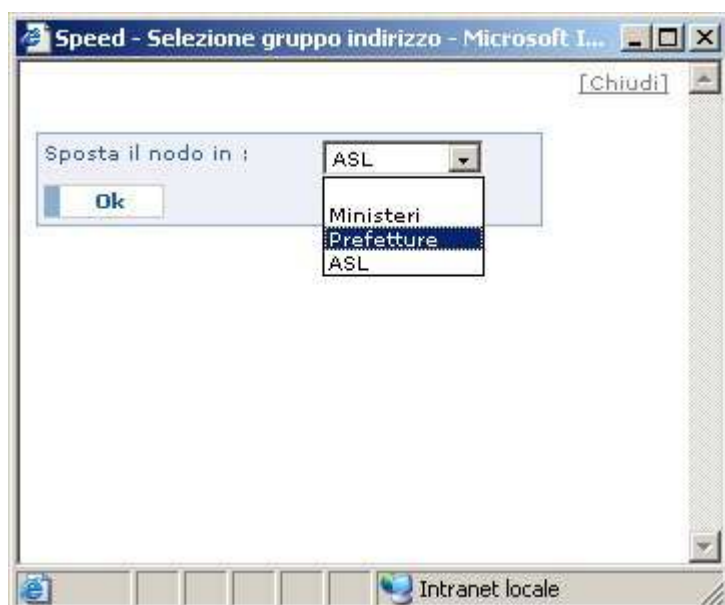 Speed - Selezione gruppo indirizzo - Microsoft I...
[Chiudi]
Sposta il nodo in : ASL
Ok
Ministeri
Prefetture
ASL
Intranet locale